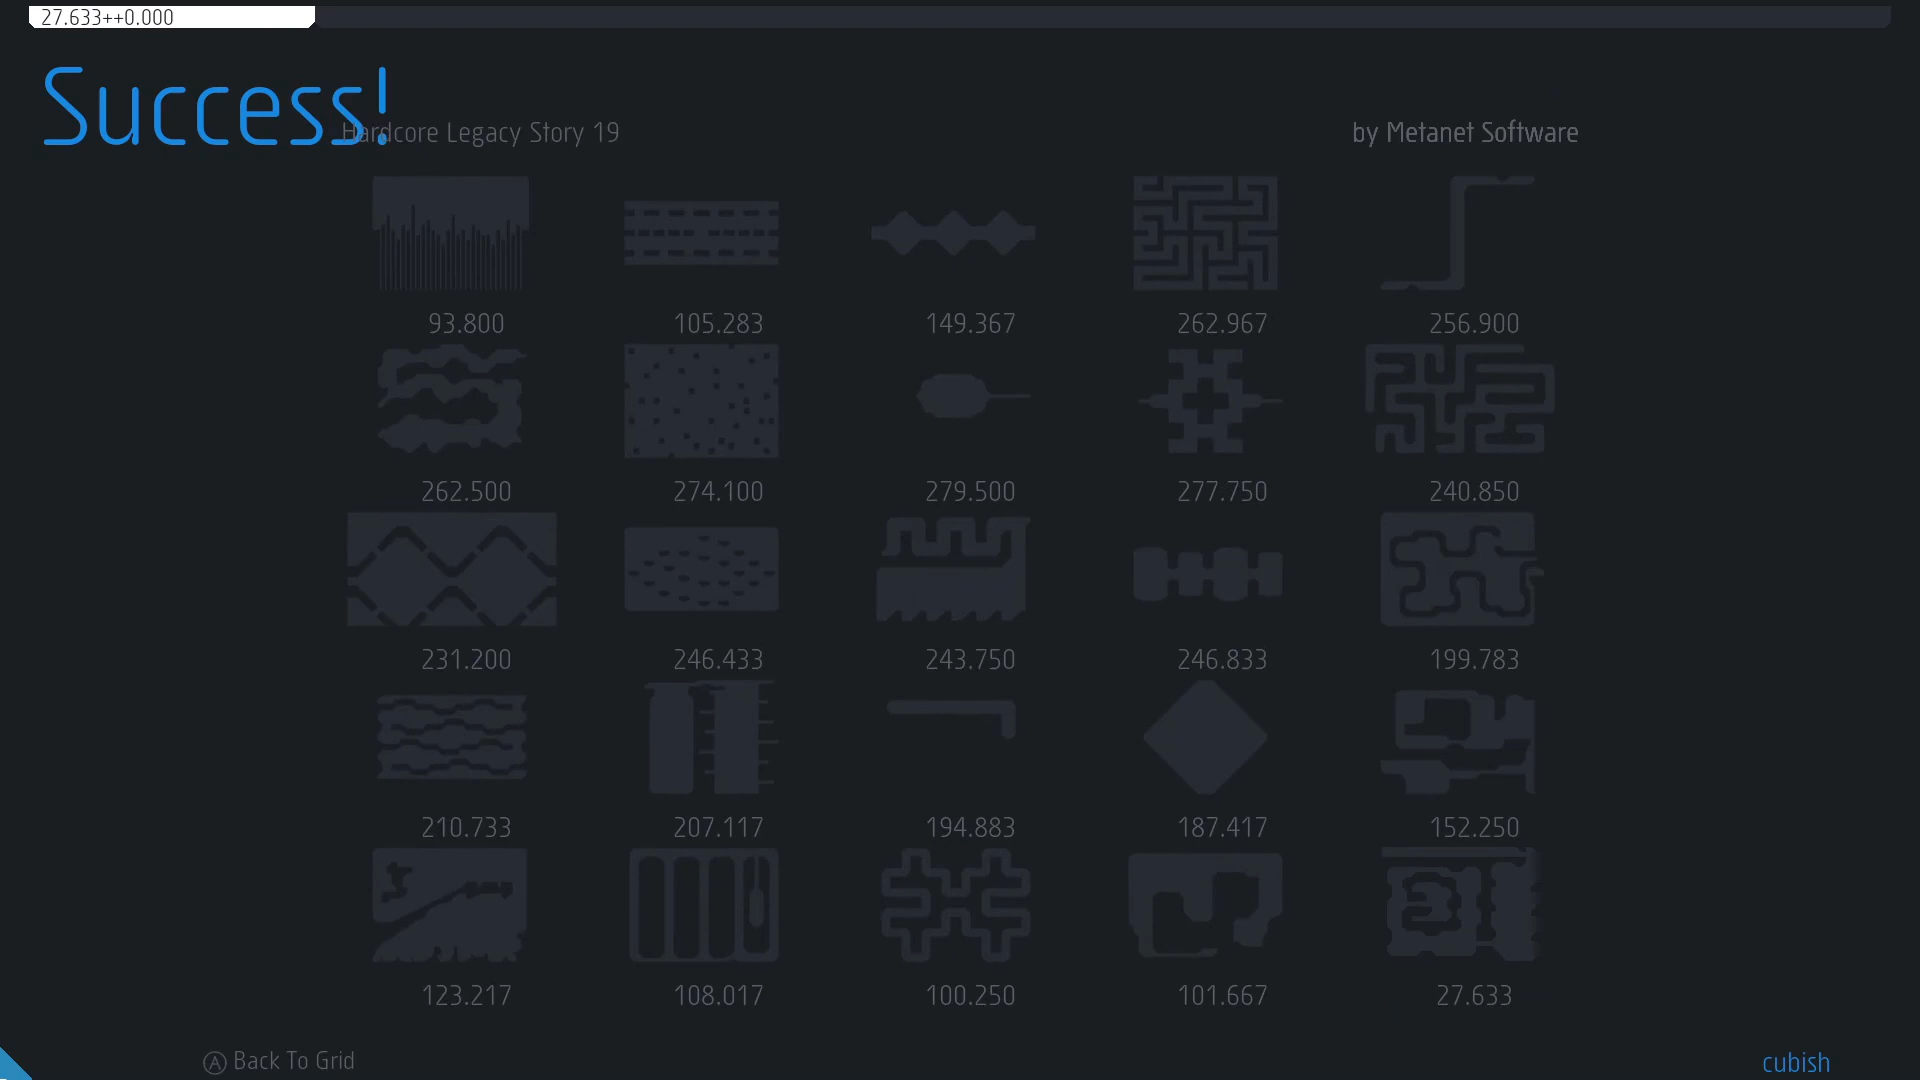 27.633++0.000
Success!
Hardcore Legacy Story 19
by Metanet Software
93.800 105.283 149.367 262.967 256.900
262.500 274.100 279.500 277.750 240.850
231.200 246.433 243.750 246.833 199.783
210.733 207.117 194.883 187.417 152.250
123.217 108.017 100.250 101.667 27.633
A Back To Grid
cubish